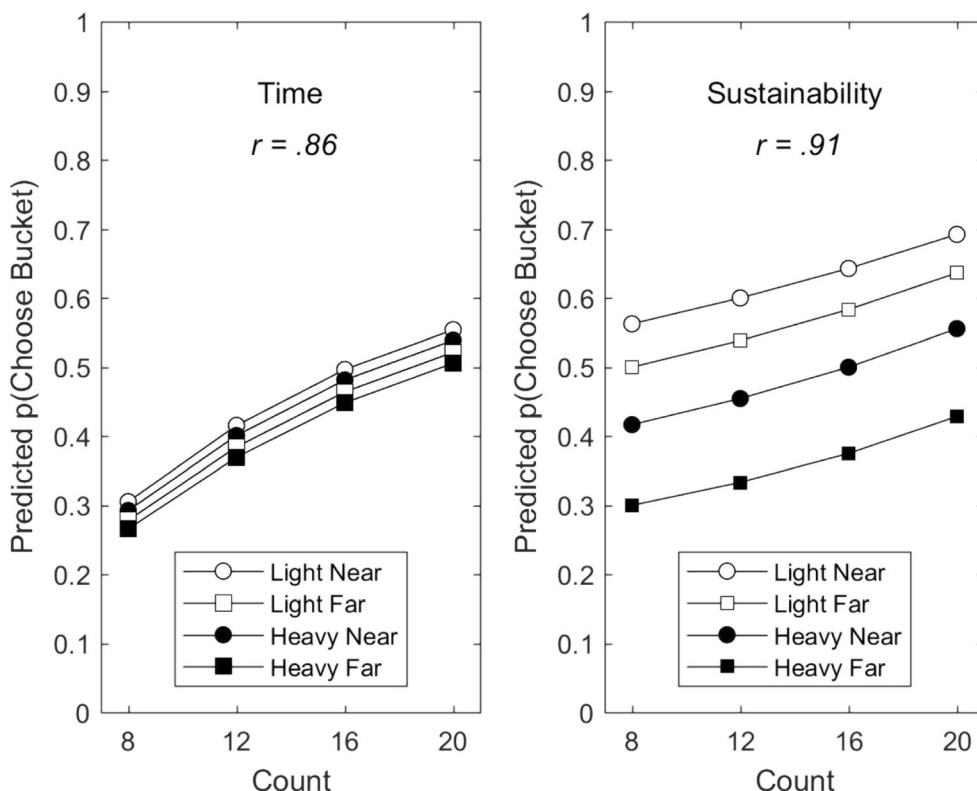 Time
r = .86
Predicted p(Choose Bucket)
1
0.9
0.8
0.7
0.6
0.5
0.4
0.3
0.2
0.1
0
Light Near
Light Far
Heavy Near
Heavy Far
8 12 16 20
Count
Sustainability
r = .91
Predicted p(Choose Bucket)
1
0.9
0.8
0.7
0.6
0.5
0.4
0.3
0.2
0.1
0
Light Near
Light Far
Heavy Near
Heavy Far
8 12 16 20
Count